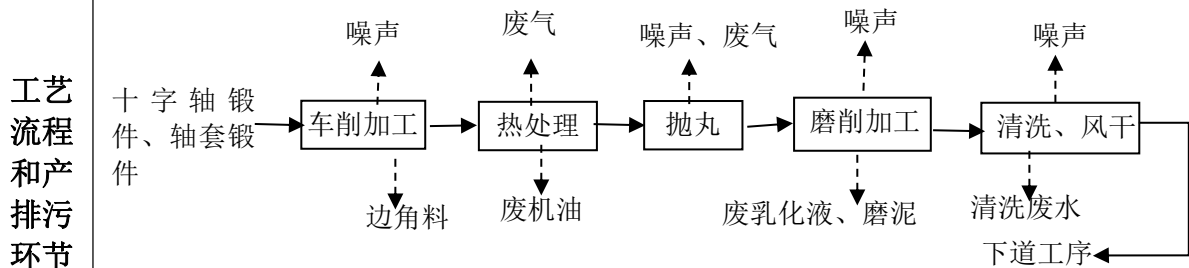 工艺
流程
和产
排污
环节
噪声
废气
噪声、废气
噪声
噪声
十字轴锻
件、轴套锻
件
车削加工
热处理
抛丸
磨削加工
清洗、风干
边角料
废机油
废乳化液、磨泥
清洗废水
下道工序